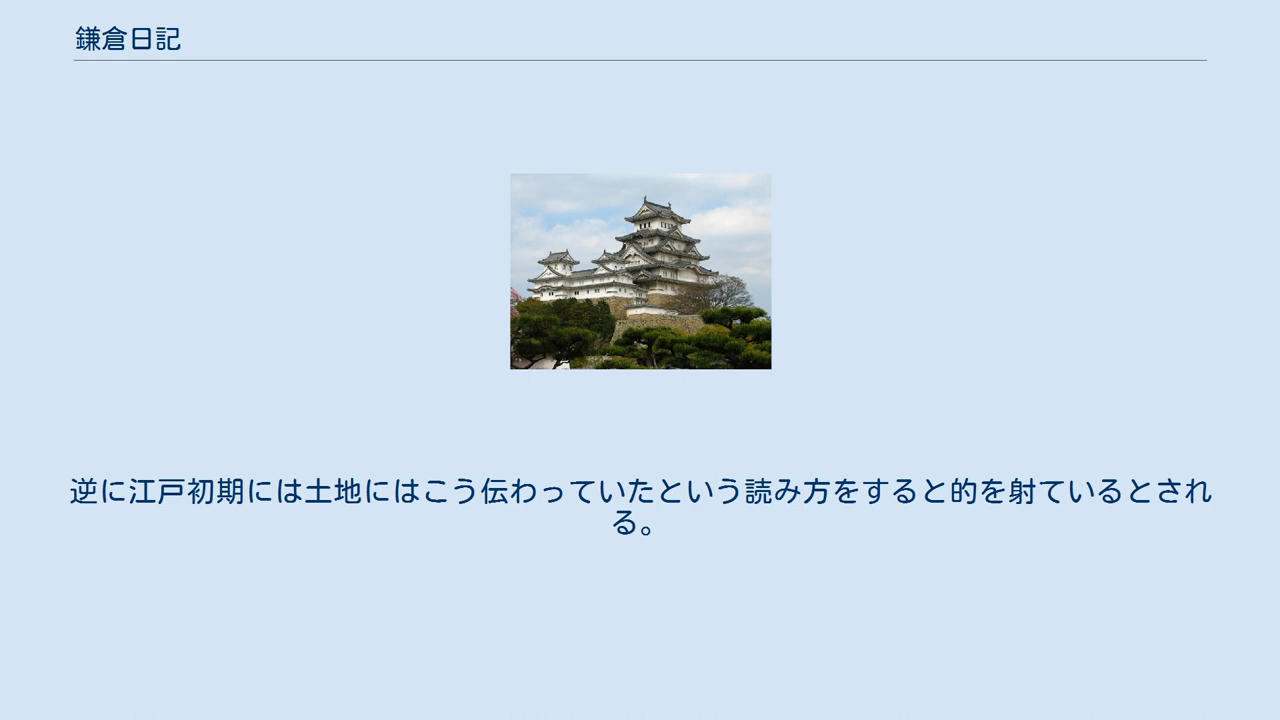 鎌倉日記
逆に江戸初期には土地にはこう伝わっていたという読み方をすると的を射ているとされ
る。